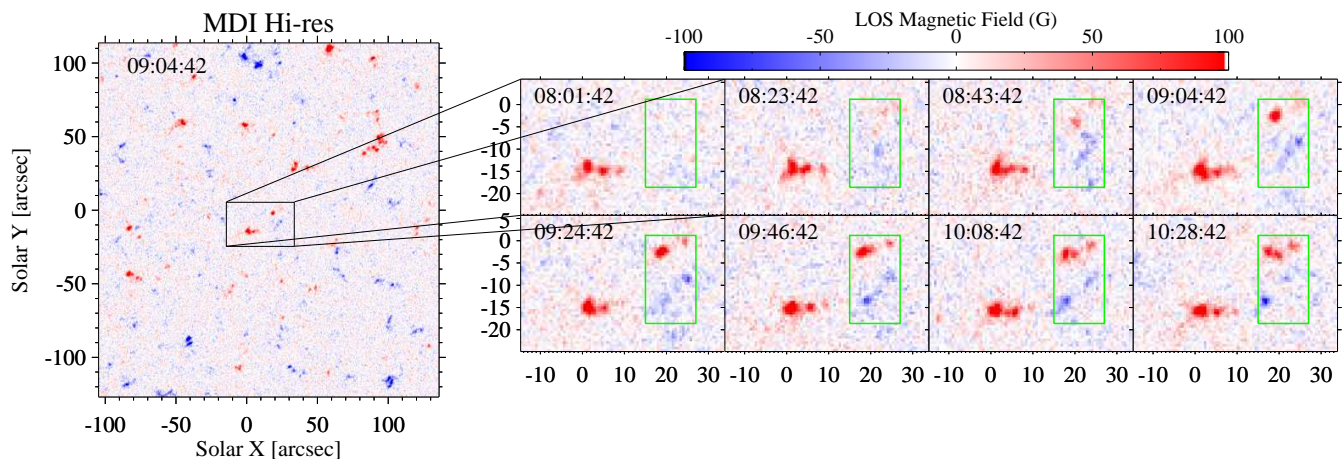 MDI Hi-res
LOS Magnetic Field (G)
-100 -50 0 50 100
09:04:42
100
50
0
-50
-100
Solar Y [arcsec]
-100 -50 0 50 100
Solar X [arcsec]
08:01:42 08:23:42 08:43:42 09:04:42
0
-5
-10
-15
-20
09:24:42 09:46:42 10:08:42 10:28:42
5
0
-5
-10
-15
-20
-10 0 10 20 30 -10 0 10 20 30 -10 0 10 20 30 -10 0 10 20 30